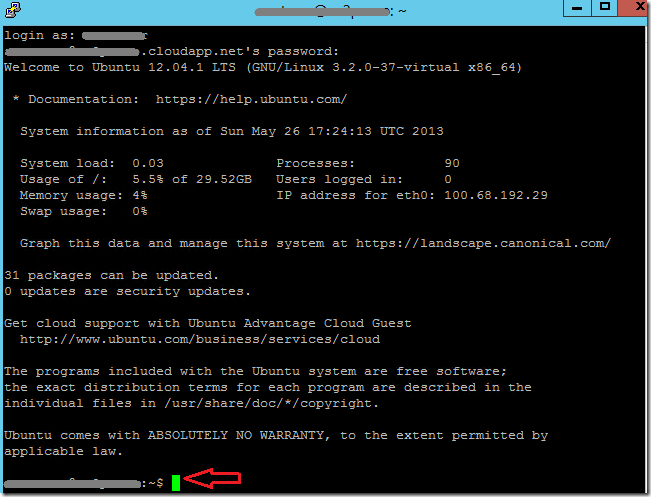 : ~
login as:
.cloudapp.net's password:
Welcome to Ubuntu 12.04.1 LTS (GNU/Linux 3.2.0-37-virtual x86_64)
* Documentation:  https://help.ubuntu.com/
System information as of Sun May 26 17:24:13 UTC 2013
System load:  0.03              Processes:           90
Usage of /:   5.5% of 29.52GB   Users logged in:     0
Memory usage: 4%                IP address for eth0: 100.68.192.29
Swap usage:   0%
Graph this data and manage this system at https://landscape.canonical.com/
31 packages can be updated.
0 updates are security updates.
Get cloud support with Ubuntu Advantage Cloud Guest
http://www.ubuntu.com/business/services/cloud
The programs included with the Ubuntu system are free software;
the exact distribution terms for each program are described in the
individual files in /usr/share/doc/*/copyright.
Ubuntu comes with ABSOLUTELY NO WARRANTY, to the extent permitted by
applicable law.
:~$